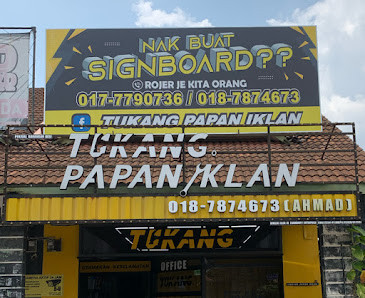 NAK BUAT
SIGNBOARD??
ROJER JE KITA ORANG
017-7790736 / 018-7874673
TUKANG PAPAN IKLAN
TUKANG
PAPAN IKLAN
018-7874673 (AHMAD)
TUKANG
OFFICE